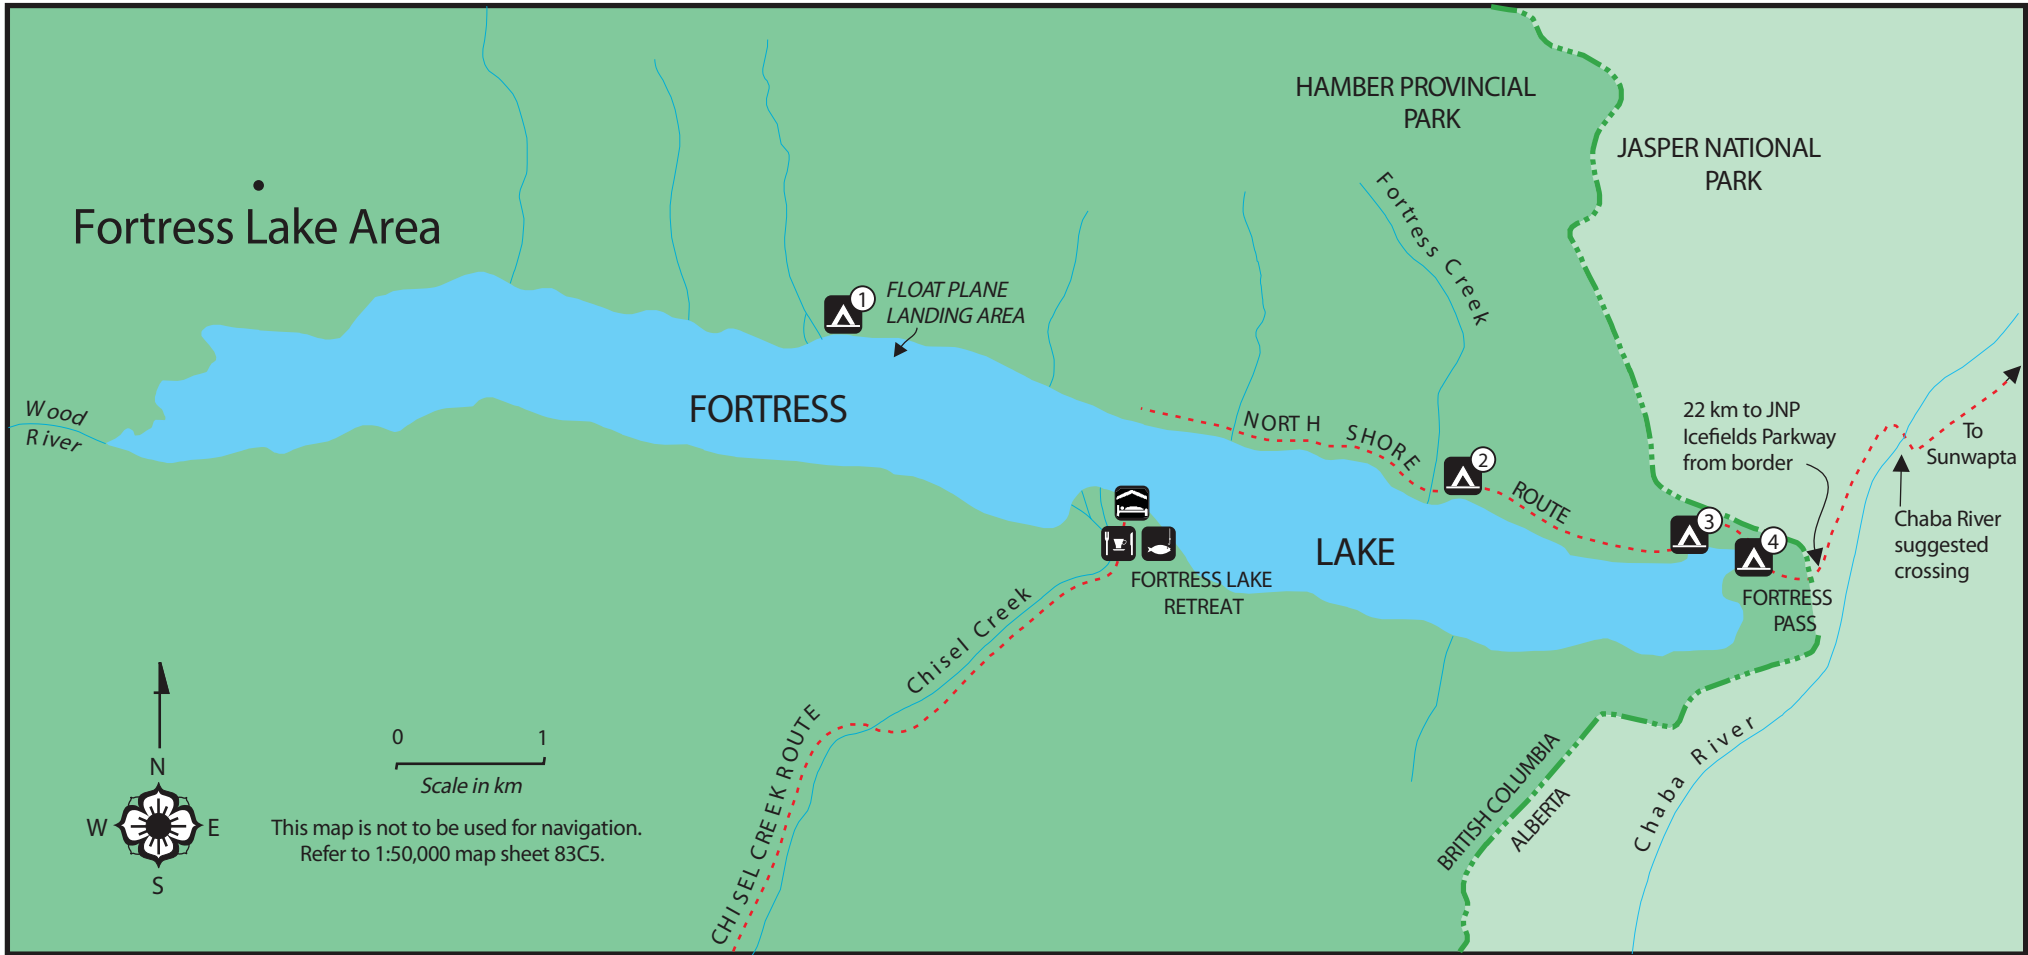 HAMBER PROVINCIAL
PARK
JASPER NATIONAL
PARK
Fortress Lake Area
Fortress Creek
1
FLOAT PLANE
LANDING AREA
Wood
River
FORTRESS
NORTH SHORE ROUTE
2
22 km to JNP
Icefields Parkway
from border
To
Sunwapta
3
4
Chaba River
suggested
crossing
LAKE
FORTRESS LAKE
RETREAT
FORTRESS
PASS
Chisel Creek
CHISEL CREEK ROUTE
N
W
E
S
0 1
Scale in km
This map is not to be used for navigation.
Refer to 1:50,000 map sheet 83C5.
BRITISH COLUMBIA
ALBERTA
Chaba River